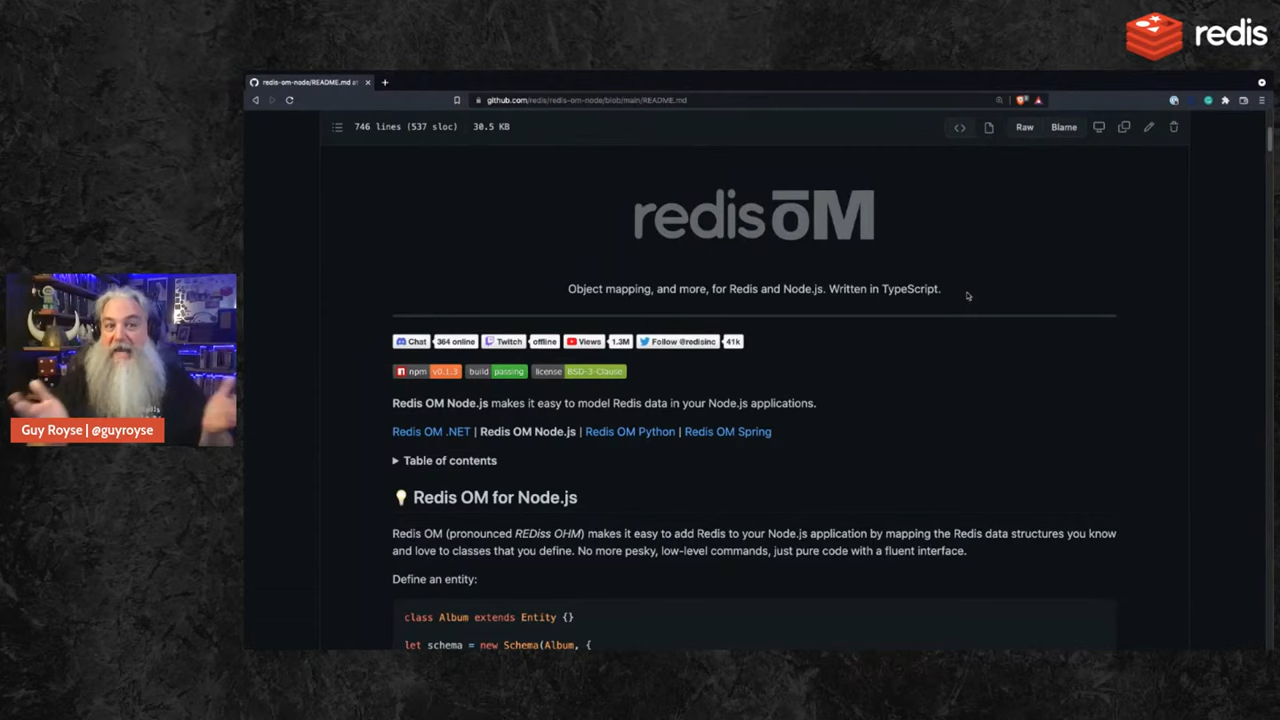 redis
redis-om-node/README.md at
github.com/redis/redis-om-node/blob/main/README.md
746 lines (537 sloc) 30.5 KB
Raw Blame
redis ōM
Object mapping, and more, for Redis and Node.js. Written in TypeScript.
Chat 364 online Twitch offline Views 1.3M Follow @redisinc 41k
npm v0.1.3 build passing license BSD-3-Clause
Redis OM Node.js makes it easy to model Redis data in your Node.js applications.
Redis OM .NET | Redis OM Node.js | Redis OM Python | Redis OM Spring
Table of contents
Redis OM for Node.js
Redis OM (pronounced REDiss OHM) makes it easy to add Redis to your Node.js application by mapping the Redis data structures you know
and love to classes that you define. No more pesky, low-level commands, just pure code with a fluent interface.
Define an entity:
class Album extends Entity {}
let schema = new Schema(Album, {
Guy Royse | @guyroyse